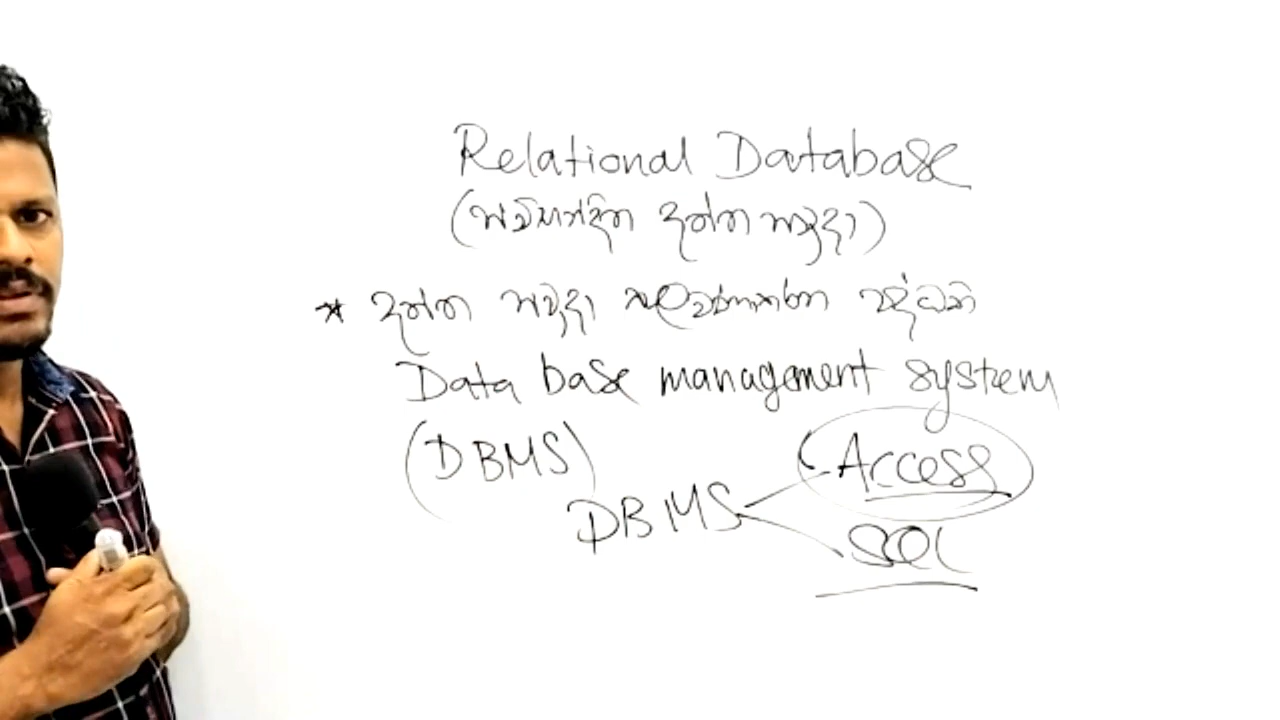 Relational Database
(සම්බන්ධිත දත්ත සමුදා)
* දත්ත සමුදා කළමනාකරණ පද්ධති
Data base management system
(DBMS)
DBMS Access
SQL